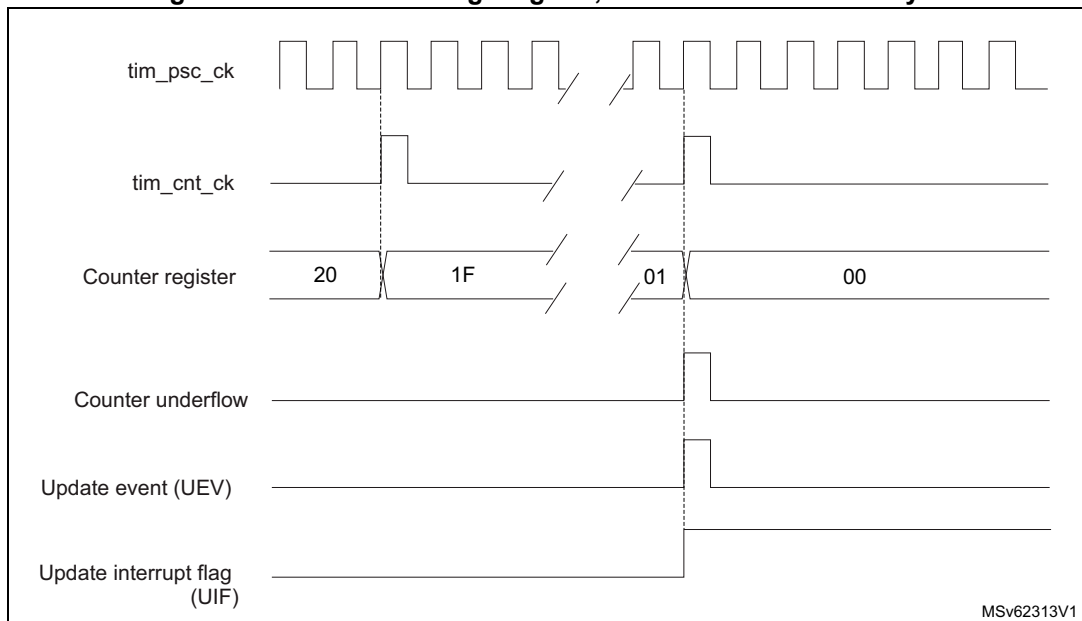 tim_psc_ck
tim_cnt_ck
Counter register
20
1F
01
00
Counter underflow
Update event (UEV)
Update interrupt flag
(UIF)
MSv62313V1